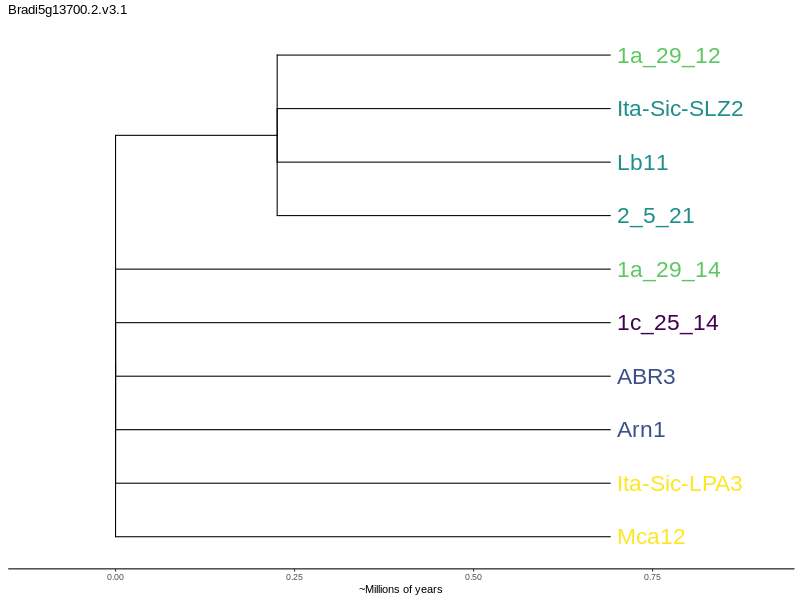 Bradi5g13700.2.v3.1
1a_29_12
Ita-Sic-SLZ2
Lb11
2_5_21
1a_29_14
1c_25_14
ABR3
Arn1
Ita-Sic-LPA3
Mca12
0.00 0.25 0.50 0.75
~Millions of years